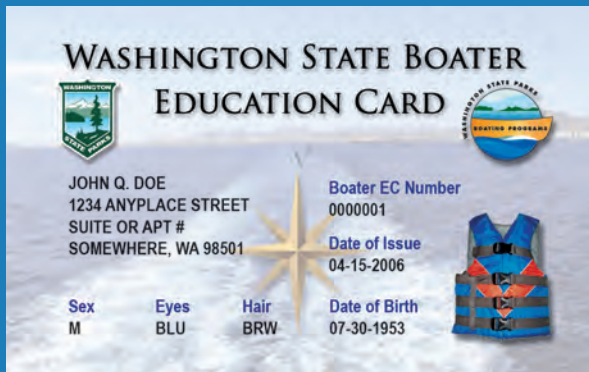 WASHINGTON STATE BOATER
EDUCATION CARD
WASHINGTON
STATE PARKS
WASHINGTON STATE PARKS
BOATING PROGRAMS
JOHN Q. DOE
1234 ANYPLACE STREET
SUITE OR APT #
SOMEWHERE, WA 98501
Boater EC Number
0000001
Date of Issue
04-15-2006
Sex Eyes Hair Date of Birth
M BLU BRW 07-30-1953